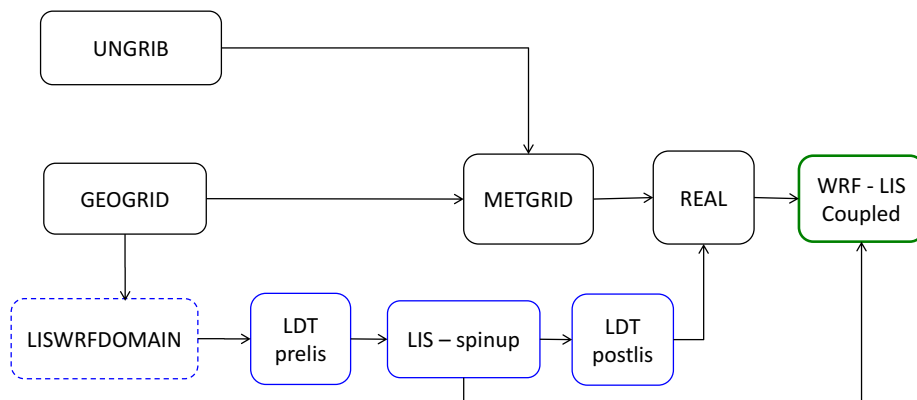 UNGRIB
GEOGRID
METGRID
REAL
WRF - LIS
Coupled
LISWRFDOMAIN
LDT
prelis
LIS – spinup
LDT
postlis